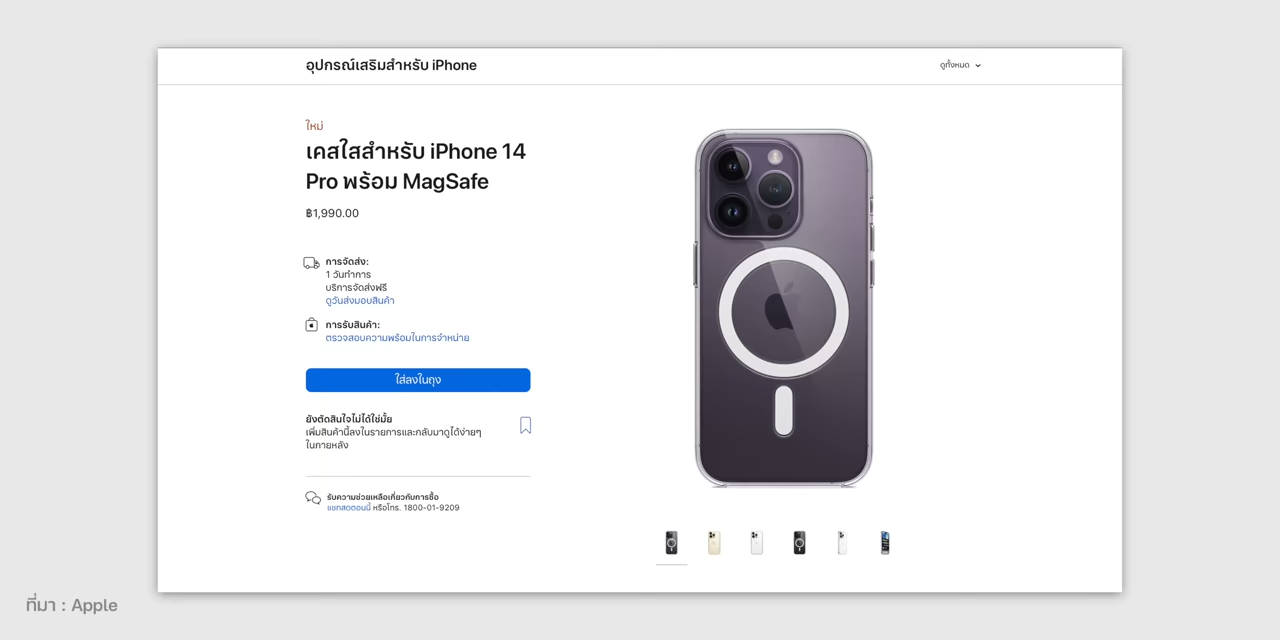 อุปกรณ์เสริมสำหรับ iPhone
ดูทั้งหมด
ใหม่
เคสใสสำหรับ iPhone 14
Pro พร้อม MagSafe
฿1,990.00
การจัดส่ง:
1 วันทำการ
บริการจัดส่งฟรี
ดูวันส่งมอบสินค้า
การรับสินค้า:
ตรวจสอบความพร้อมในการจำหน่าย
ใส่ลงในถุง
ยังตัดสินใจไม่ได้ใช่มั้ย
เพิ่มสินค้านี้ลงในรายการและกลับมาดูได้ง่ายๆ
ในภายหลัง
รับความช่วยเหลือเกี่ยวกับการซื้อ
แชทสดตอนนี้ หรือโทร. 1800-01-9209
ที่มา : Apple